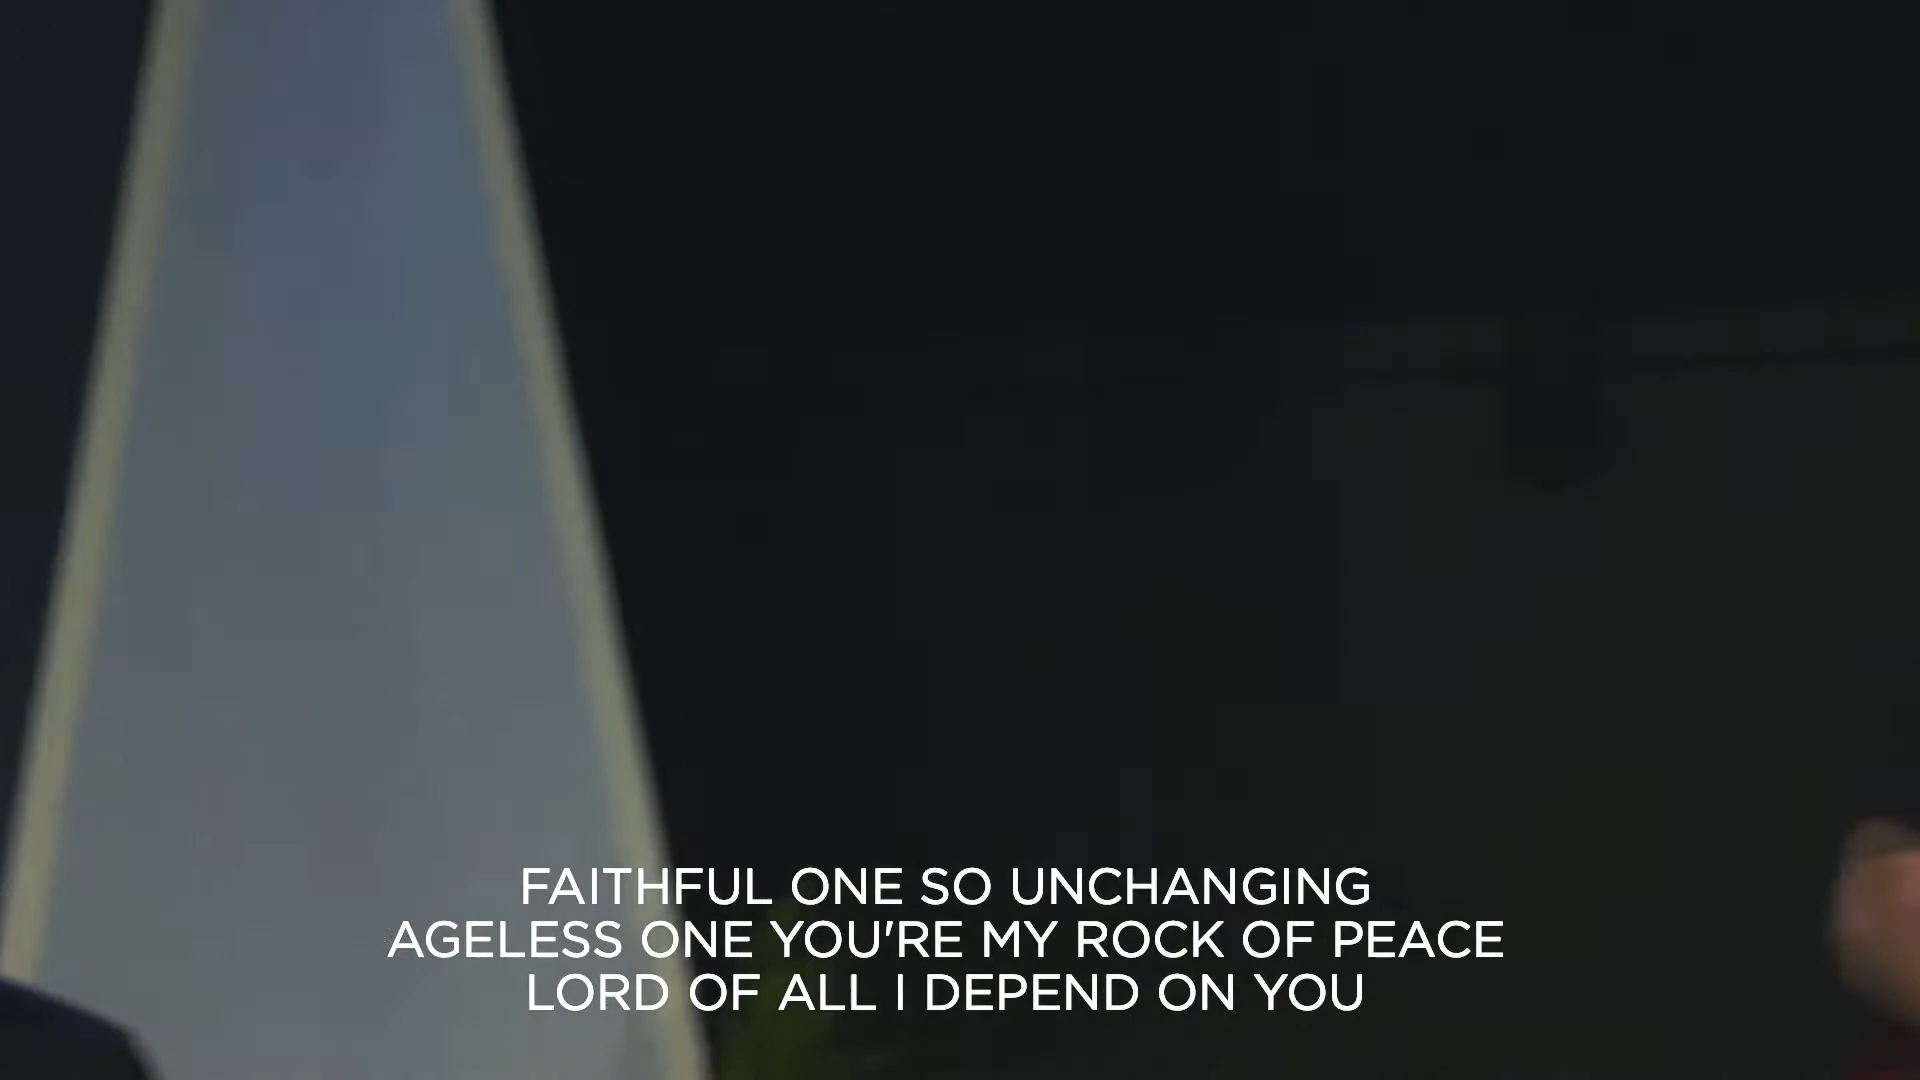 FAITHFUL ONE SO UNCHANGING
AGELESS ONE YOU'RE MY ROCK OF PEACE
LORD OF ALL I DEPEND ON YOU